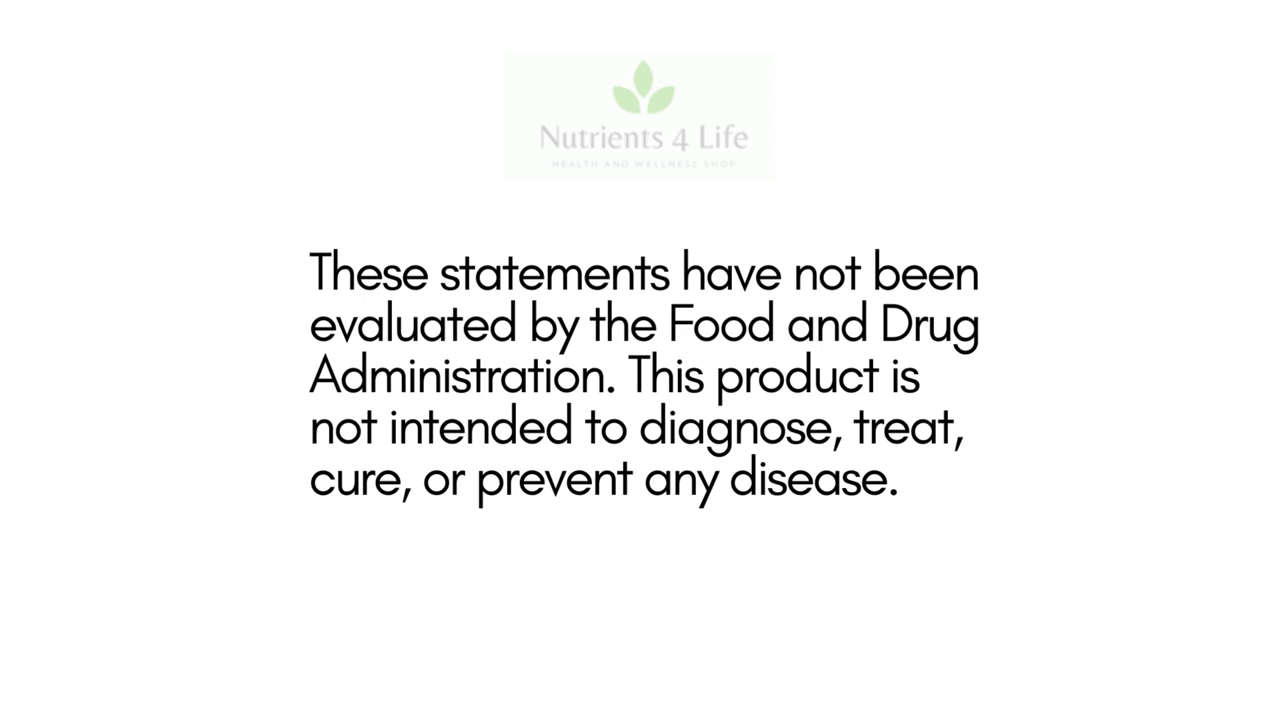 Nutrients 4 Life
HEALTH AND WELLNESS SHOP
These statements have not been
evaluated by the Food and Drug
Administration. This product is
not intended to diagnose, treat,
cure, or prevent any disease.